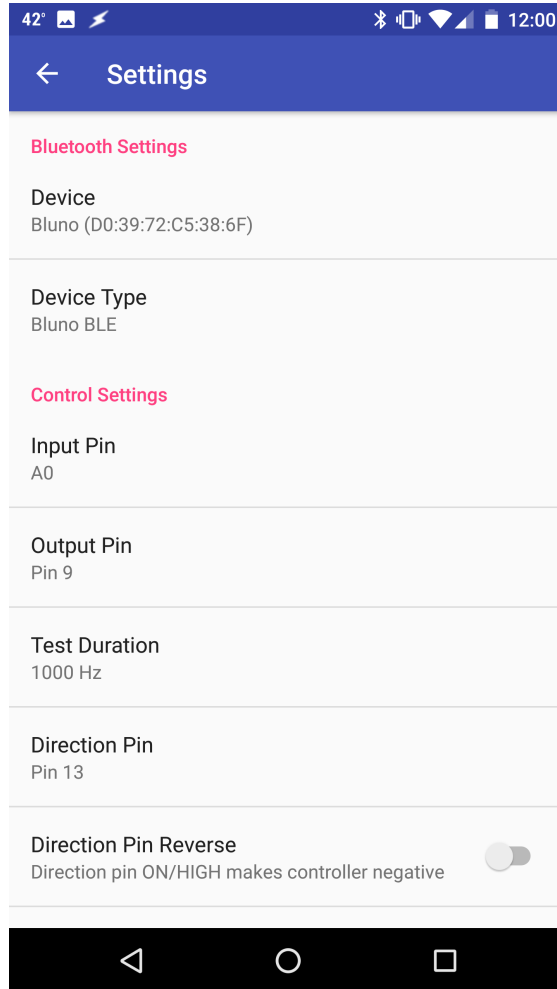 42° 12:00
Settings
Bluetooth Settings
Device
Bluno (D0:39:72:C5:38:6F)
Device Type
Bluno BLE
Control Settings
Input Pin
A0
Output Pin
Pin 9
Test Duration
1000 Hz
Direction Pin
Pin 13
Direction Pin Reverse
Direction pin ON/HIGH makes controller negative